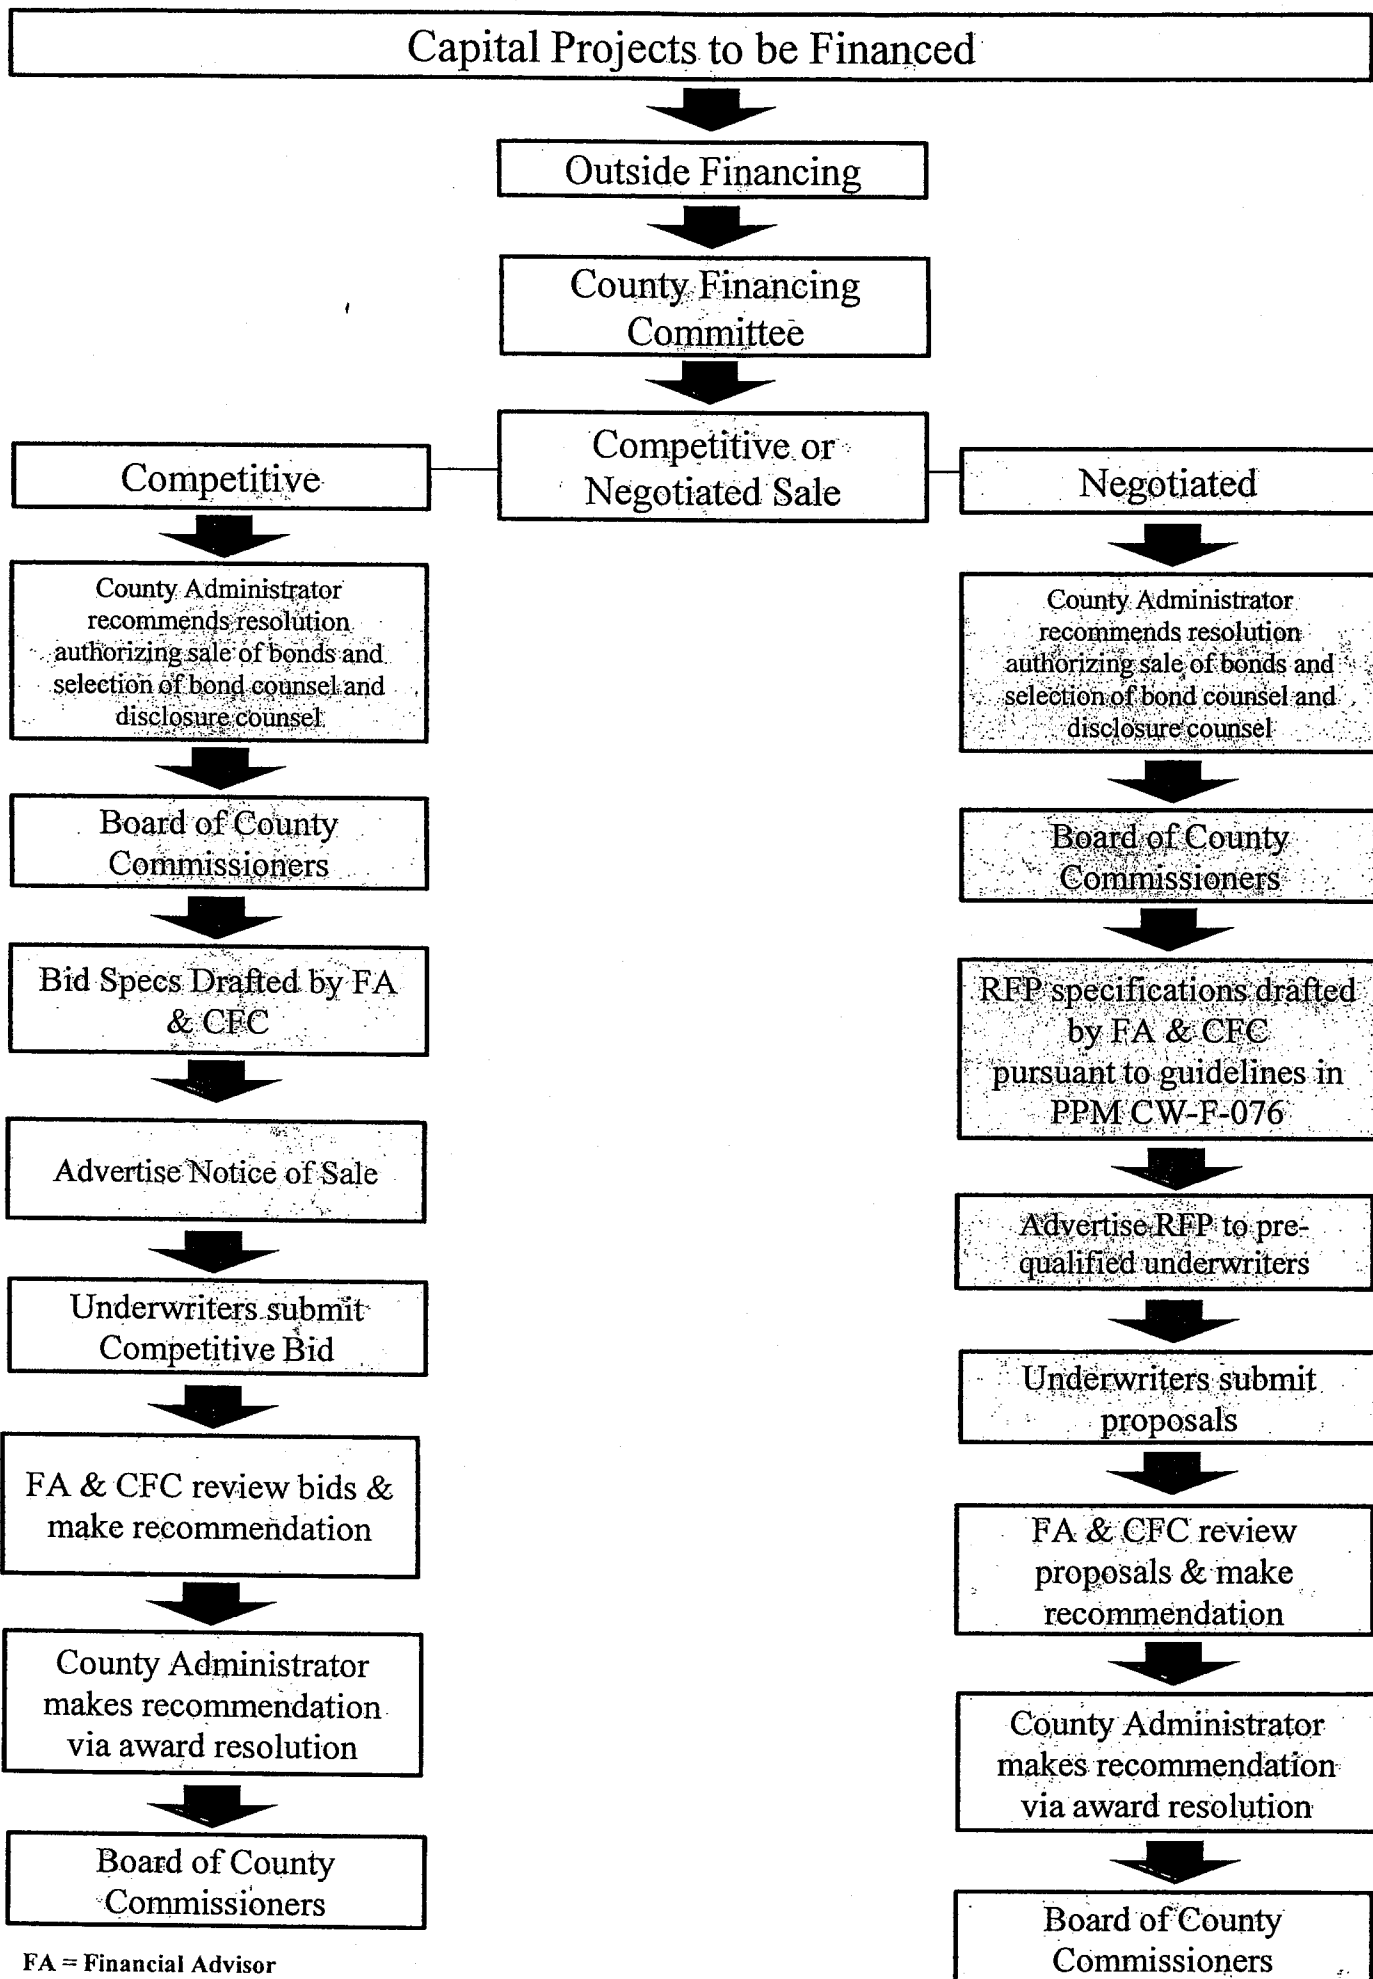 Capital Projects to be Financed
Outside Financing
County Financing
Committee
Competitive or
Negotiated Sale
Competitive
County Administrator
recommends resolution
authorizing sale of bonds and
selection of bond counsel and
disclosure counsel
Board of County
Commissioners
Bid Specs Drafted by FA
& CFC
Advertise Notice of Sale
Underwriters submit
Competitive Bid
FA & CFC review bids &
make recommendation
County Administrator
makes recommendation
via award resolution
Board of County
Commissioners
Negotiated
County Administrator
recommends resolution
authorizing sale of bonds and
selection of bond counsel and
disclosure counsel
Board of County
Commissioners
RFP specifications drafted
by FA & CFC
pursuant to guidelines in
PPM CW-F-076
Advertise RFP to pre-
qualified underwriters
Underwriters submit
proposals
FA & CFC review
proposals & make
recommendation
County Administrator
makes recommendation
via award resolution
Board of County
Commissioners
FA = Financial Advisor